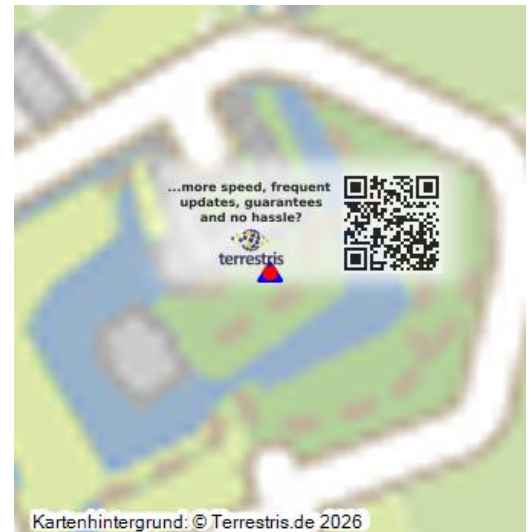 ...more speed, frequent
updates, guarantees
and no hassle?
terrestris
Kartenhintergrund: © Terrestris.de 2026